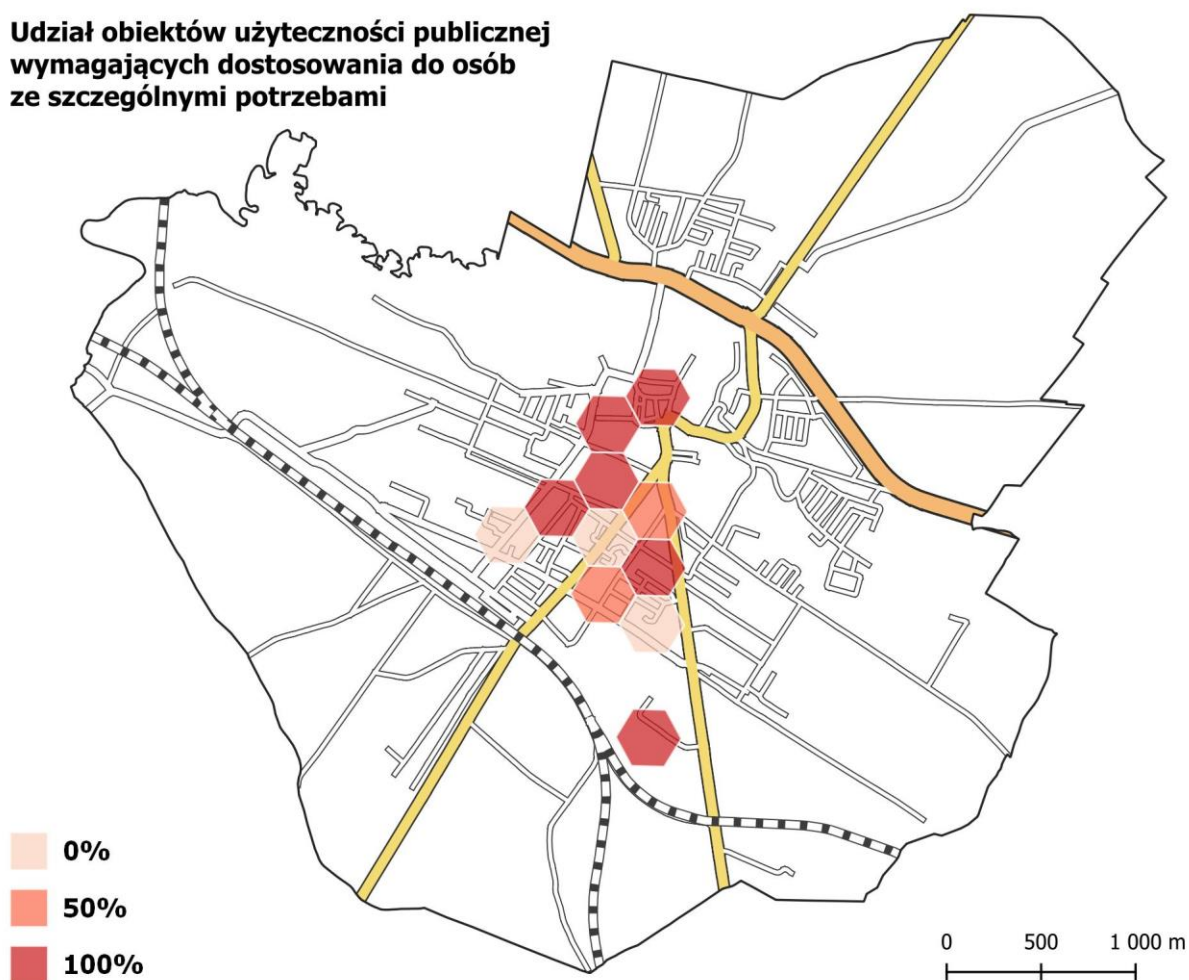 Udział obiektów użyteczności publicznej
wymagających dostosowania do osób
ze szczególnymi potrzebami
0%
50%
100%
0 500 1 000 m